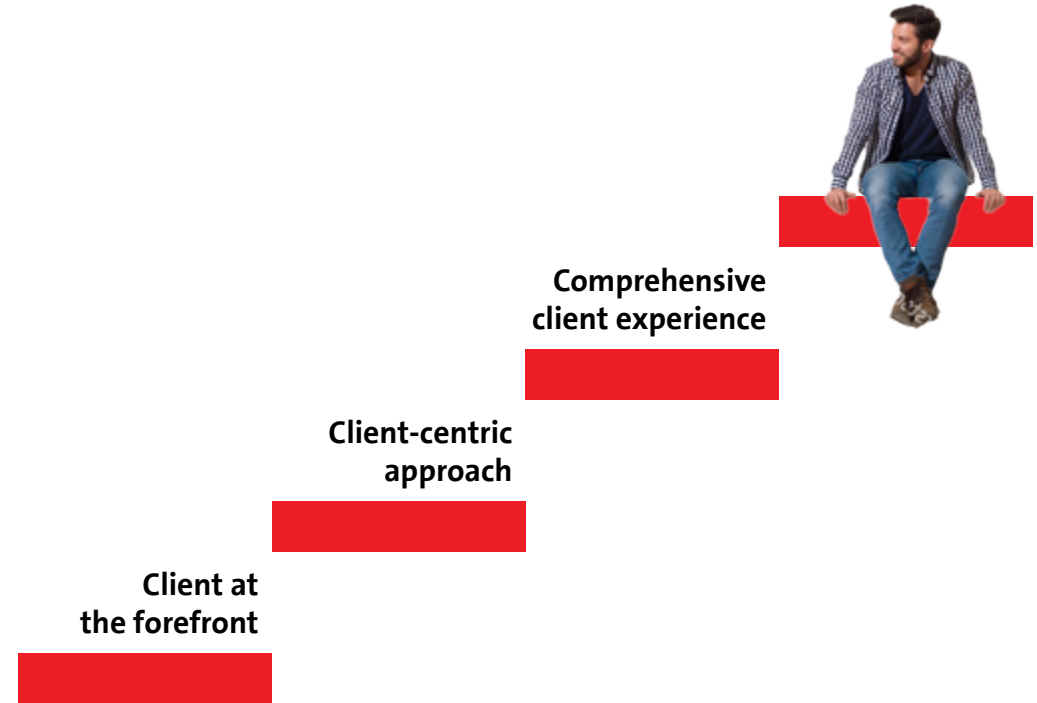 Comprehensive
client experience
Client-centric
approach
Client at
the forefront